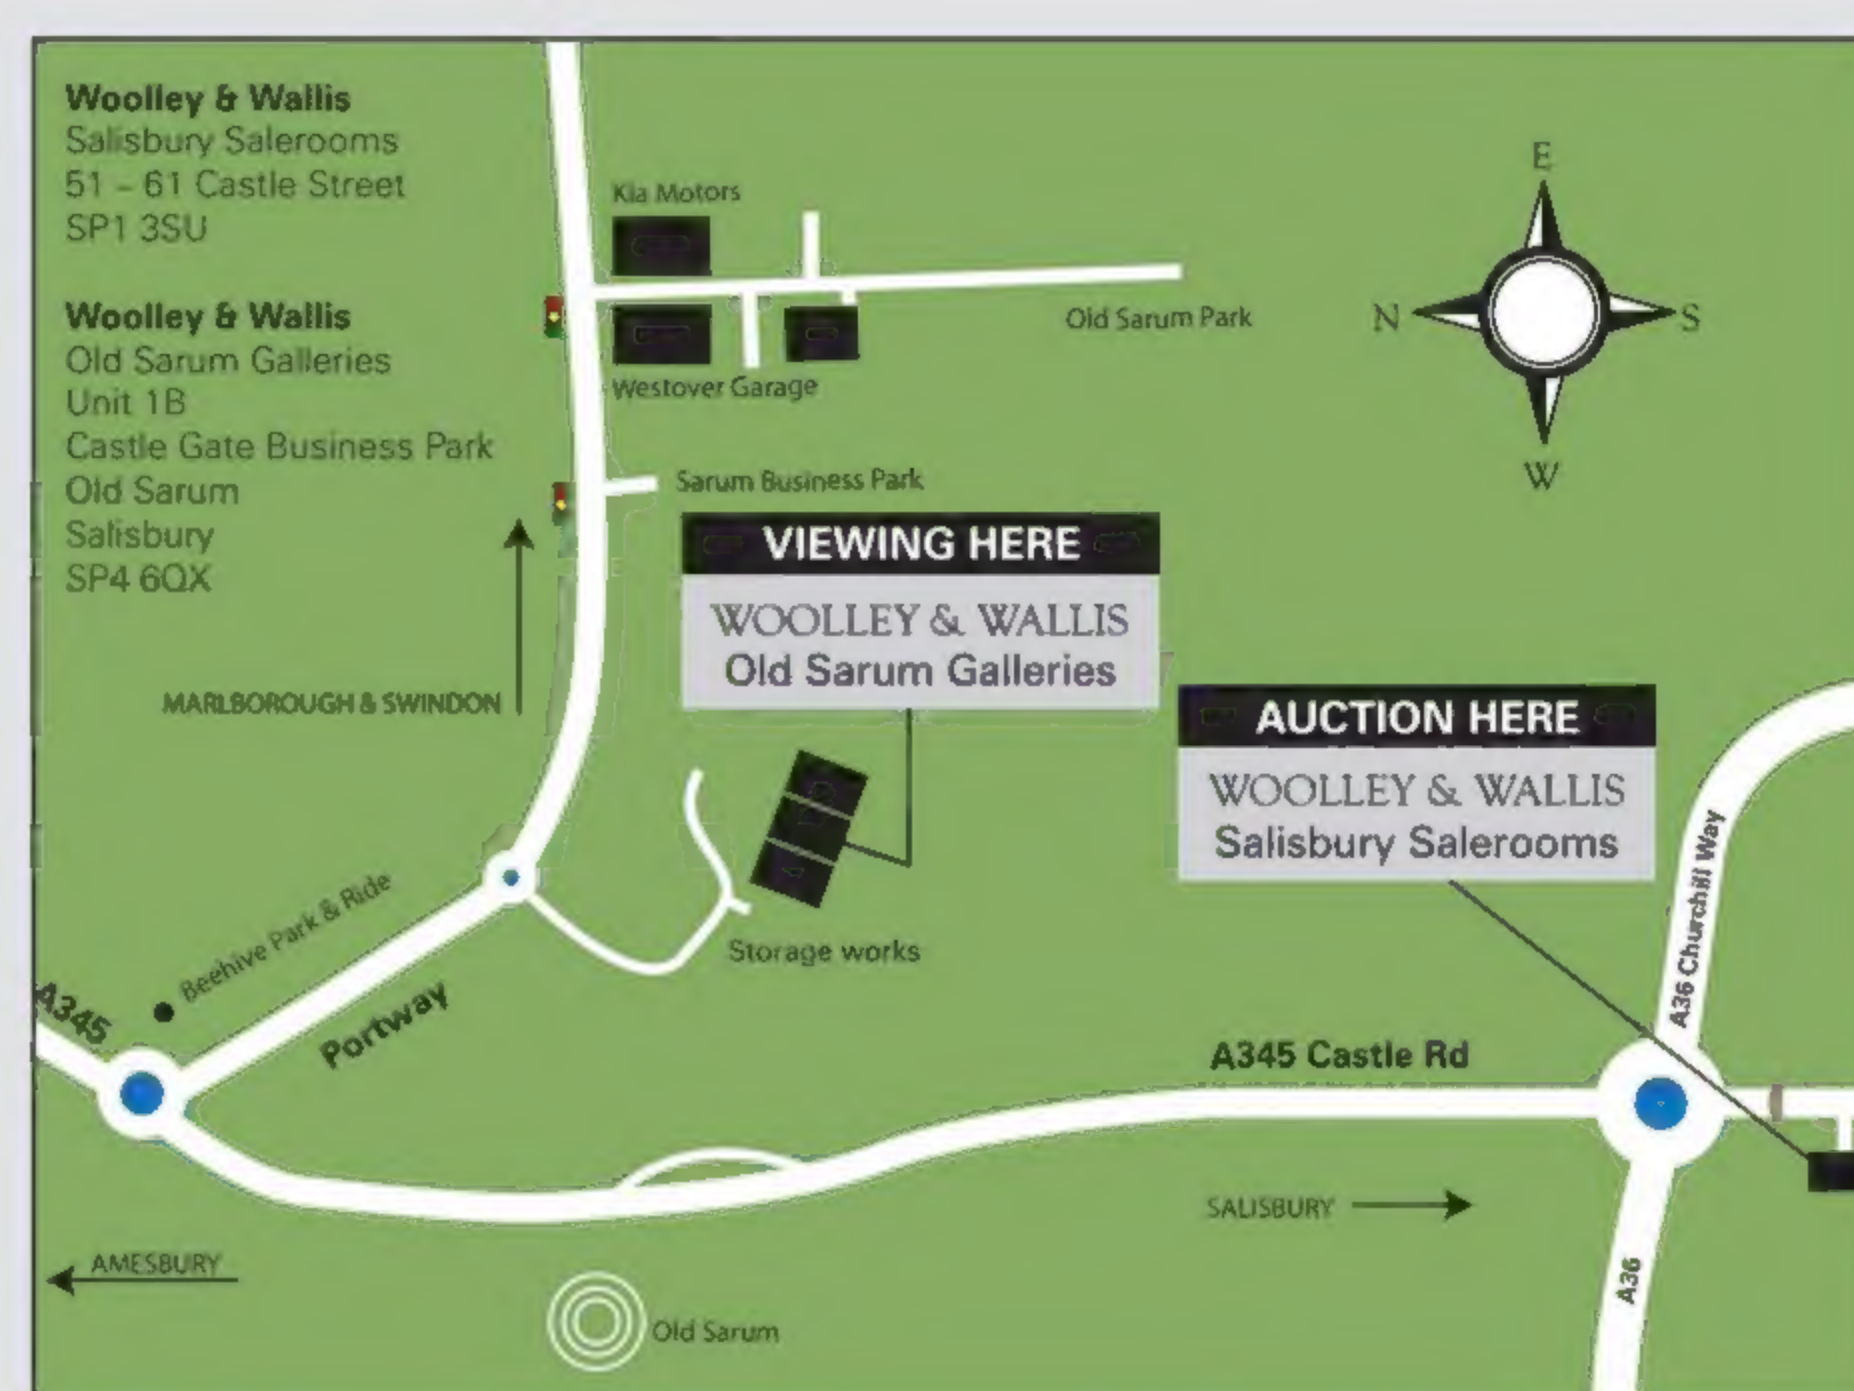 Woolley & Wallis
Salisbury Salerooms
51 – 61 Castle Street
SP1 3SU
Woolley & Wallis
Old Sarum Galleries
Unit 1B
Castle Gate Business Park
Old Sarum
Salisbury
SP4 6QX
MARLBOROUGH & SWINDON
Kia Motors
Old Sarum Park
Westover Garage
Sarum Business Park
E
N
S
W
VIEWING HERE
WOOLLEY & WALLIS
Old Sarum Galleries
AUCTION HERE
WOOLLEY & WALLIS
Salisbury Salerooms
A36 Churchill Way
Beehive Park & Ride
Storage works
A345
Portway
A345 Castle Rd
SALISBURY
AMESBURY
A36
Old Sarum